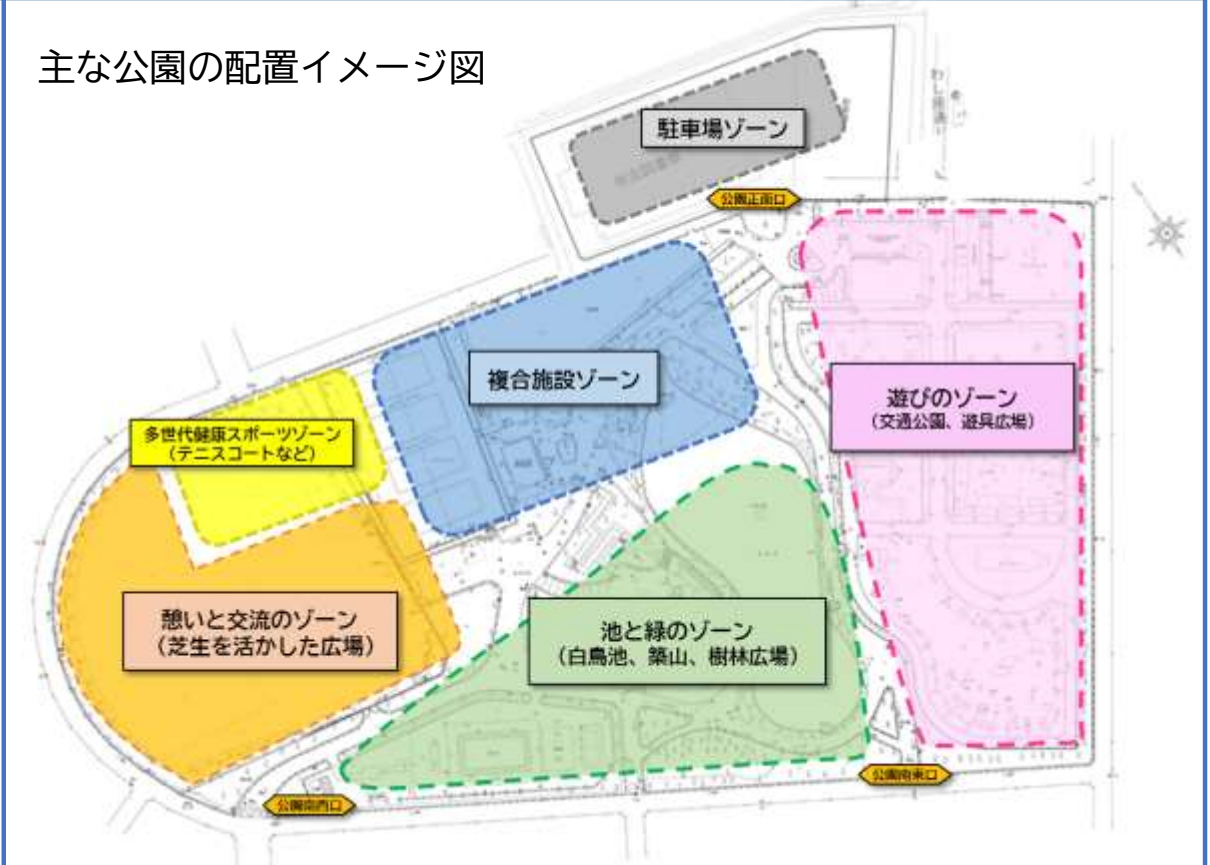 主な公園の配置イメージ図
駐車場ゾーン
公園正面口
複合施設ゾーン
遊びのゾーン
(交通公園、遊具広場)
多世代健康スポーツゾーン
(テニスコートなど)
憩いと交流のゾーン
(芝生を活かした広場)
池と緑のゾーン
(白鳥池、築山、樹林広場)
公園南東口
公園南西口